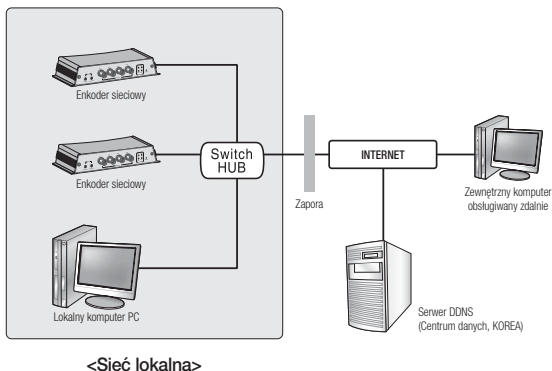 Enkoder sieciowy
Enkoder sieciowy
Switch
HUB
INTERNET
Zapora
Zewnętrzny komputer
obsługiwany zdalnie
Lokalny komputer PC
Serwer DDNS
(Centrum danych, KOREA)
<Sieć lokalna>